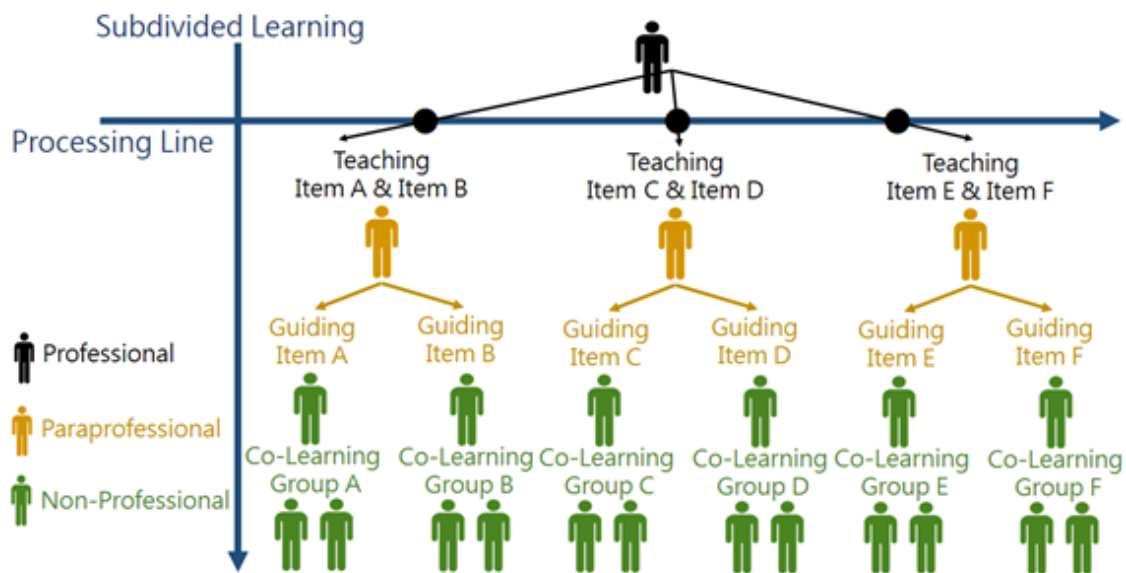 Subdivided Learning
Processing Line
Teaching
Item A & Item B
Teaching
Item C & Item D
Teaching
Item E & Item F
Guiding
Item A
Guiding
Item B
Guiding
Item C
Guiding
Item D
Guiding
Item E
Guiding
Item F
Co-Learning
Group A
Co-Learning
Group B
Co-Learning
Group C
Co-Learning
Group D
Co-Learning
Group E
Co-Learning
Group F
Professional
Paraprofessional
Non-Professional